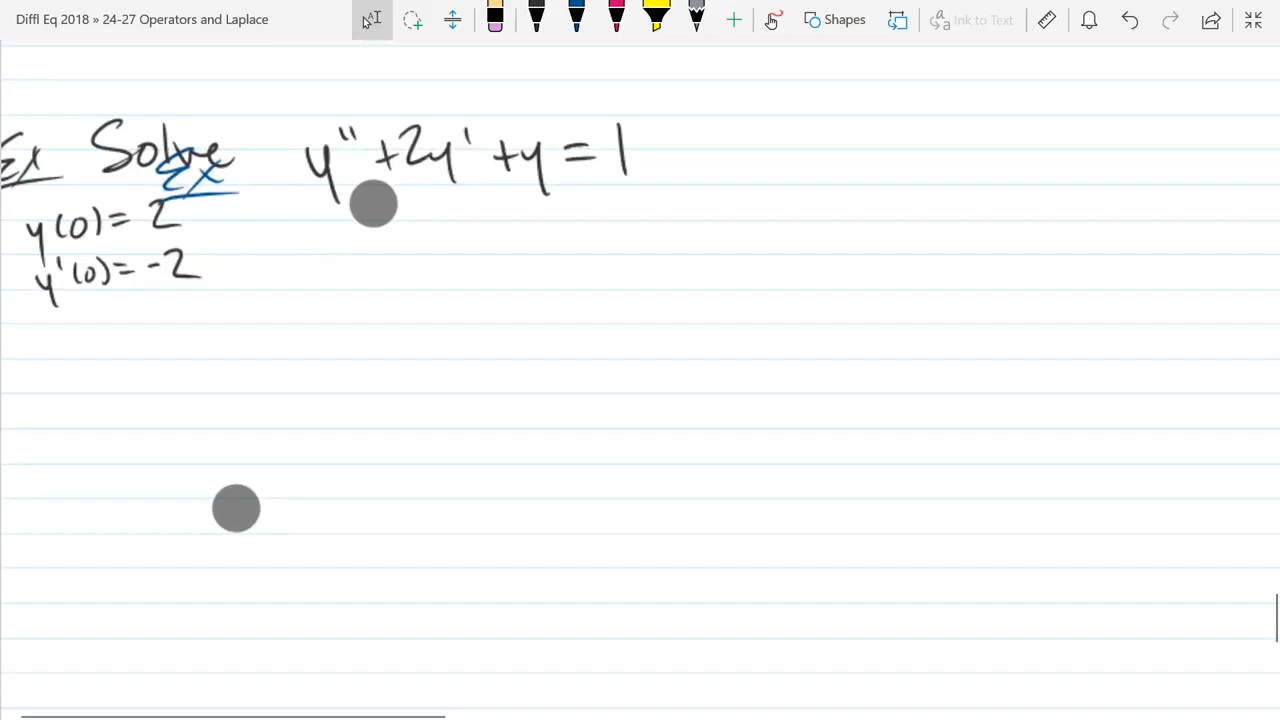 Diffl Eq 2018 » 24-27 Operators and Laplace
Shapes
Ink to Text
Ex Solve y'' + 2y' + y = 1
Ex
y(0) = 2
y'(0) = -2